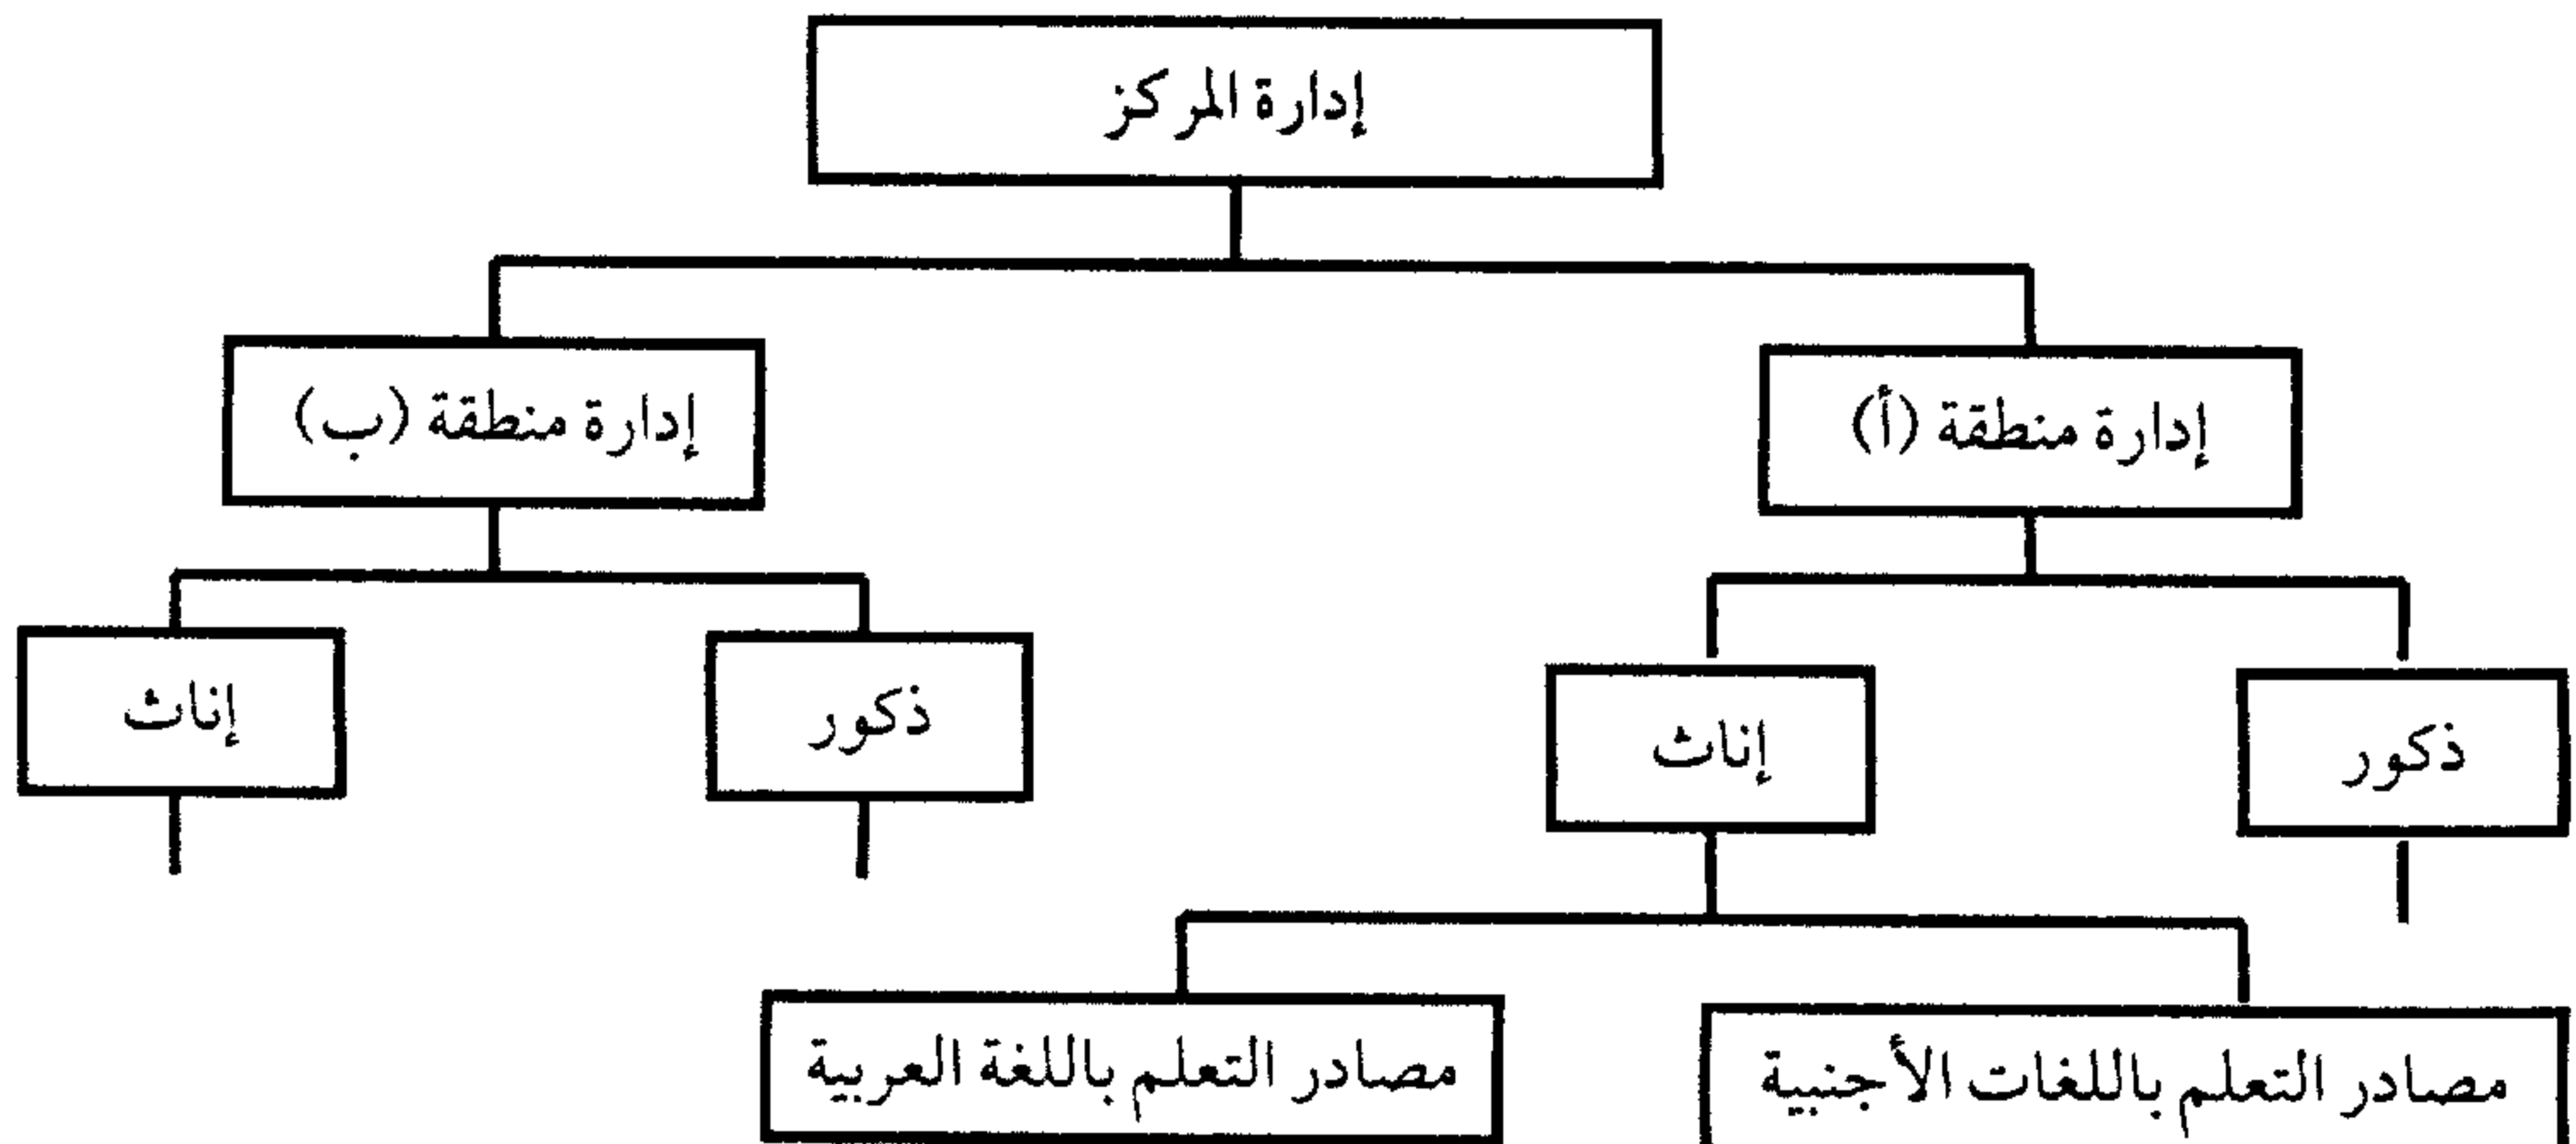 إدارة المركز
إدارة منطقة (أ)
إدارة منطقة (ب)
ذكور
إناث
ذكور
إناث
مصادر التعلم باللغات الأجنبية
مصادر التعلم باللغة العربية